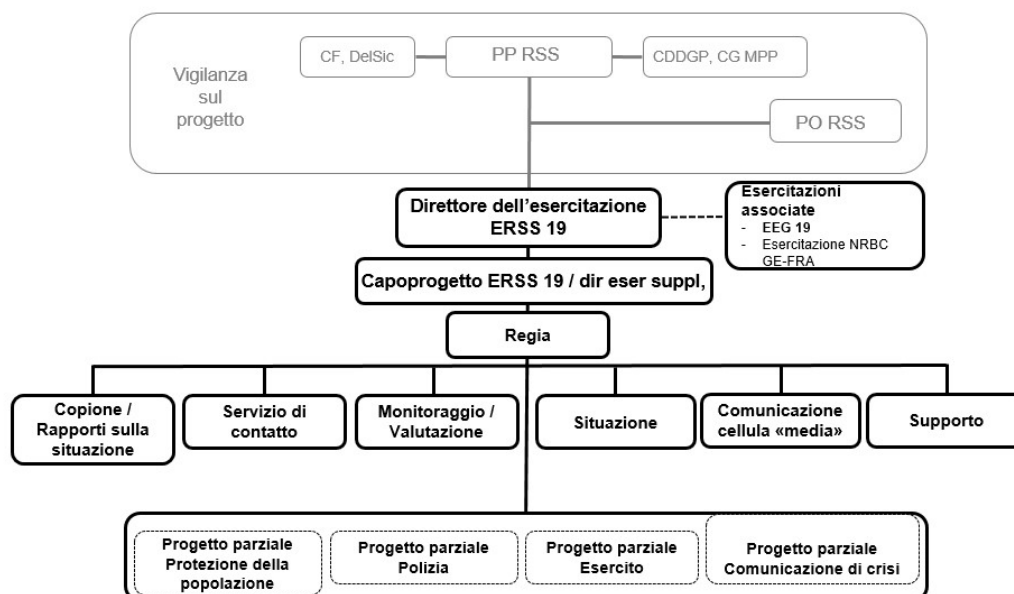 CF, DelSic
PP RSS
CDDGP, CG MPP
Vigilanza
sul
progetto
PO RSS
Direttore dell'esercitazione
ERSS 19
Esercitazioni
associate
- EEG 19
- Esercitazione NRBC
GE-FRA
Capoprogetto ERSS 19 / dir eser suppl,
Regia
Copione /
Rapporti sulla
situazione
Servizio di
contatto
Monitoraggio /
Valutazione
Situazione
Comunicazione
cellula «media»
Supporto
Progetto parziale
Protezione della
popolazione
Progetto parziale
Polizia
Progetto parziale
Esercito
Progetto parziale
Comunicazione di crisi